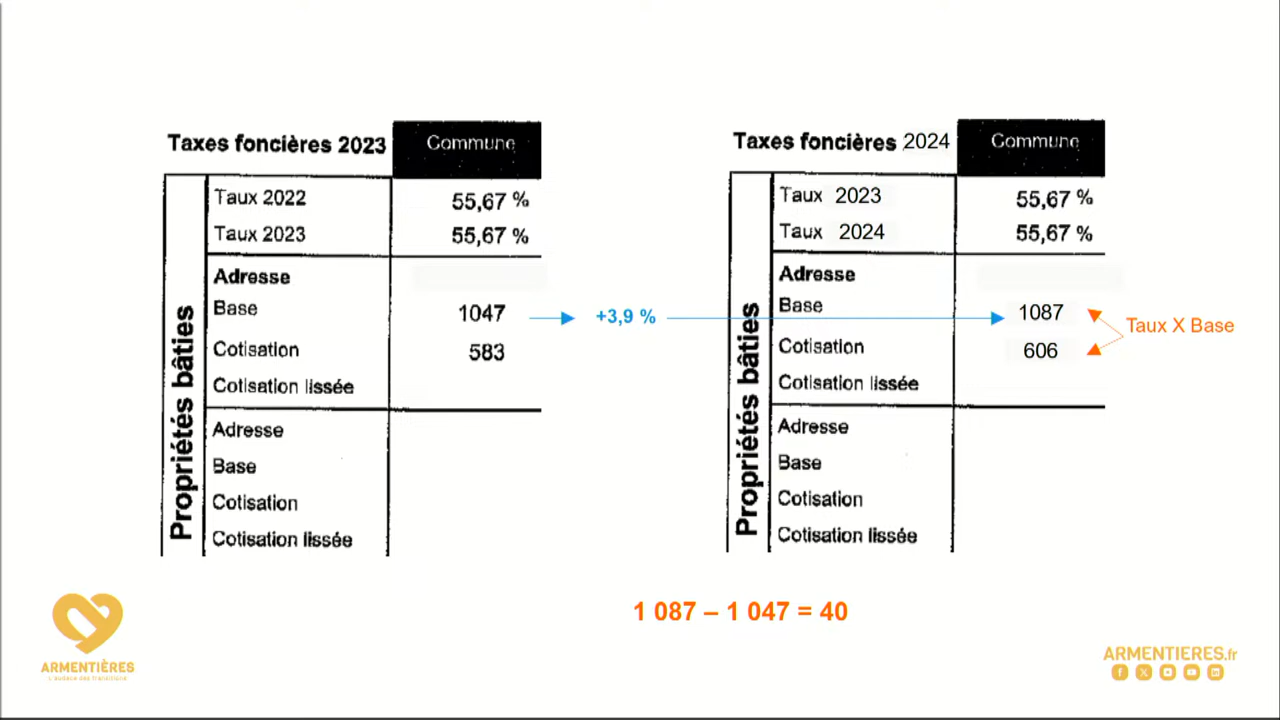 Taxes foncières 2023
Commune
Taux 2022
55,67 %
Taux 2023
55,67 %
Propriétés bâties
Adresse
Base
1047
Cotisation
583
Cotisation lissée
Adresse
Base
Cotisation
Cotisation lissée
+3,9 %
Taxes foncières 2024
Commune
Taux 2023
55,67 %
Taux 2024
55,67 %
Propriétés bâties
Adresse
Base
1087
Cotisation
606
Cotisation lissée
Adresse
Base
Cotisation
Cotisation lissée
Taux X Base
1 087 – 1 047 = 40
ARMENTIÈRES
L'audace des transitions
ARMENTIERES.fr